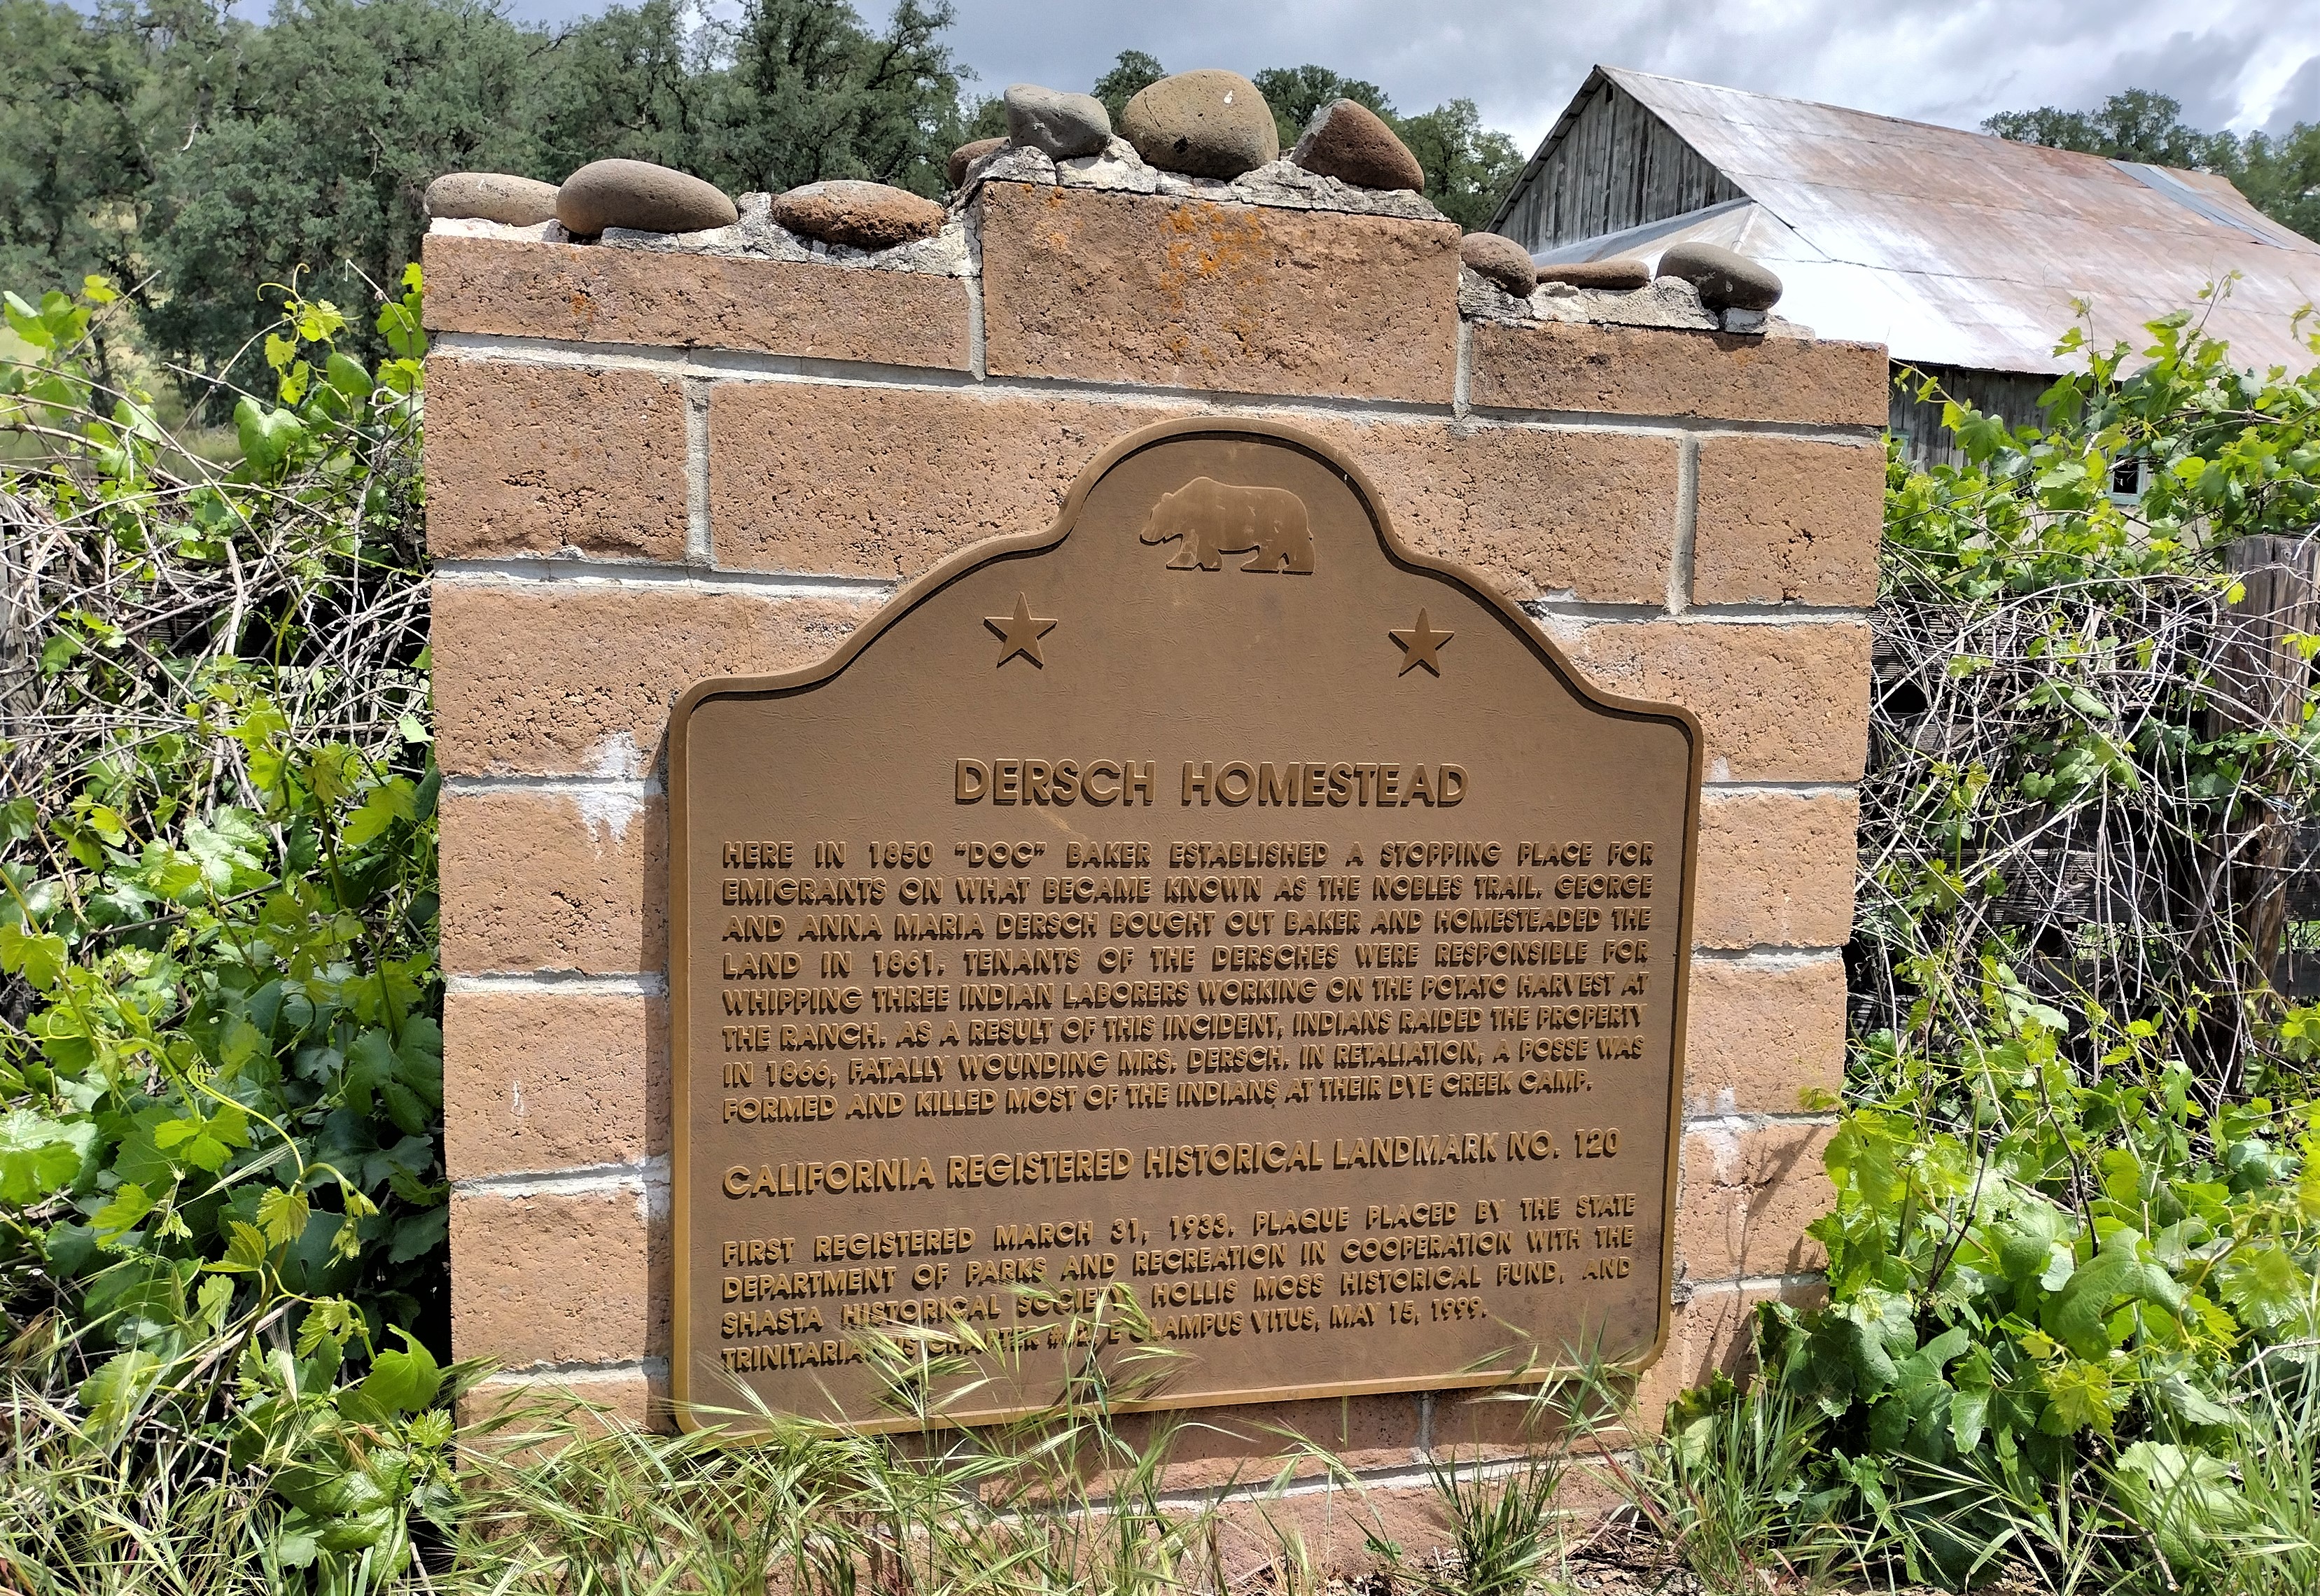 DERSCH HOMESTEAD
HERE IN 1850 "DOC" BAKER ESTABLISHED A STOPPING PLACE FOR
EMIGRANTS ON WHAT BECAME KNOWN AS THE NOBLES TRAIL. GEORGE
AND ANNA MARIA DERSCH BOUGHT OUT BAKER AND HOMESTEADED THE
LAND IN 1861. TENANTS OF THE DERSCHES WERE RESPONSIBLE FOR
WHIPPING THREE INDIAN LABORERS WORKING ON THE POTATO HARVEST AT
THE RANCH. AS A RESULT OF THIS INCIDENT, INDIANS RAIDED THE PROPERTY
IN 1866, FATALLY WOUNDING MRS. DERSCH. IN RETALIATION, A POSSE WAS
FORMED AND KILLED MOST OF THE INDIANS AT THEIR DYE CREEK CAMP.
CALIFORNIA REGISTERED HISTORICAL LANDMARK NO. 120
FIRST REGISTERED MARCH 31, 1933. PLAQUE PLACED BY THE STATE
DEPARTMENT OF PARKS AND RECREATION IN COOPERATION WITH THE
SHASTA HISTORICAL SOCIETY, HOLLIS MOSS HISTORICAL FUND, AND
CHAPTER E CLAMPUS VITUS, MAY 15, 1999.